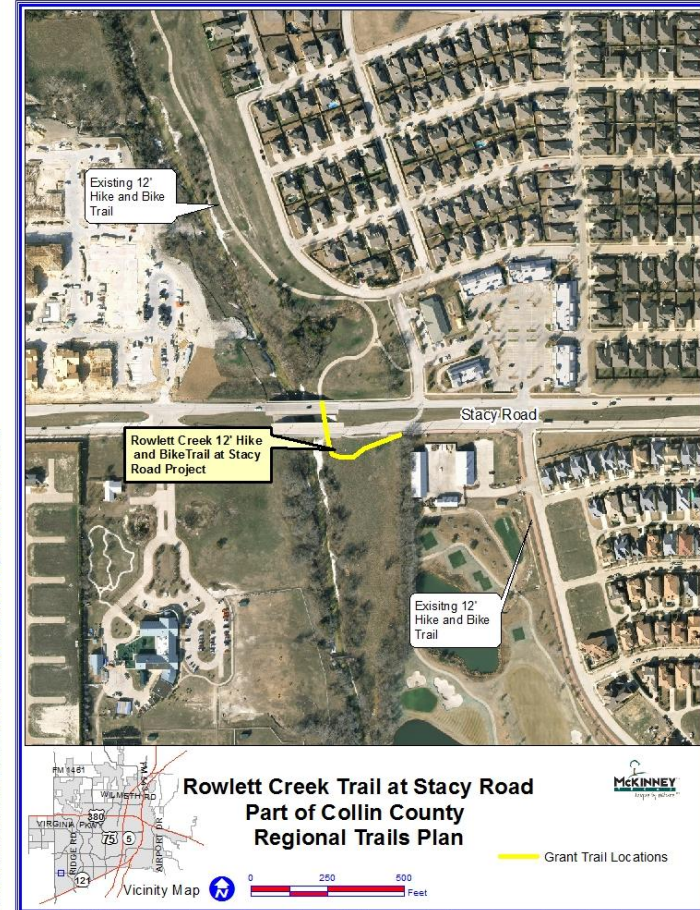 Existing 12'
Hike and Bike
Trail
Stacy Road
Rowlett Creek 12' Hike
and BikeTrail at Stacy
Road Project
Exisitng 12'
Hike and Bike
Trail
FM 1461
FM 543
WILMETH RD
380
VIRGINIA PKWY
75
5
RIDGE RD
AIRPORT DR
121
Vicinity Map
N
Rowlett Creek Trail at Stacy Road
Part of Collin County
Regional Trails Plan
0 250 500
Feet
McKINNEY
TEXAS
Grant Trail Locations